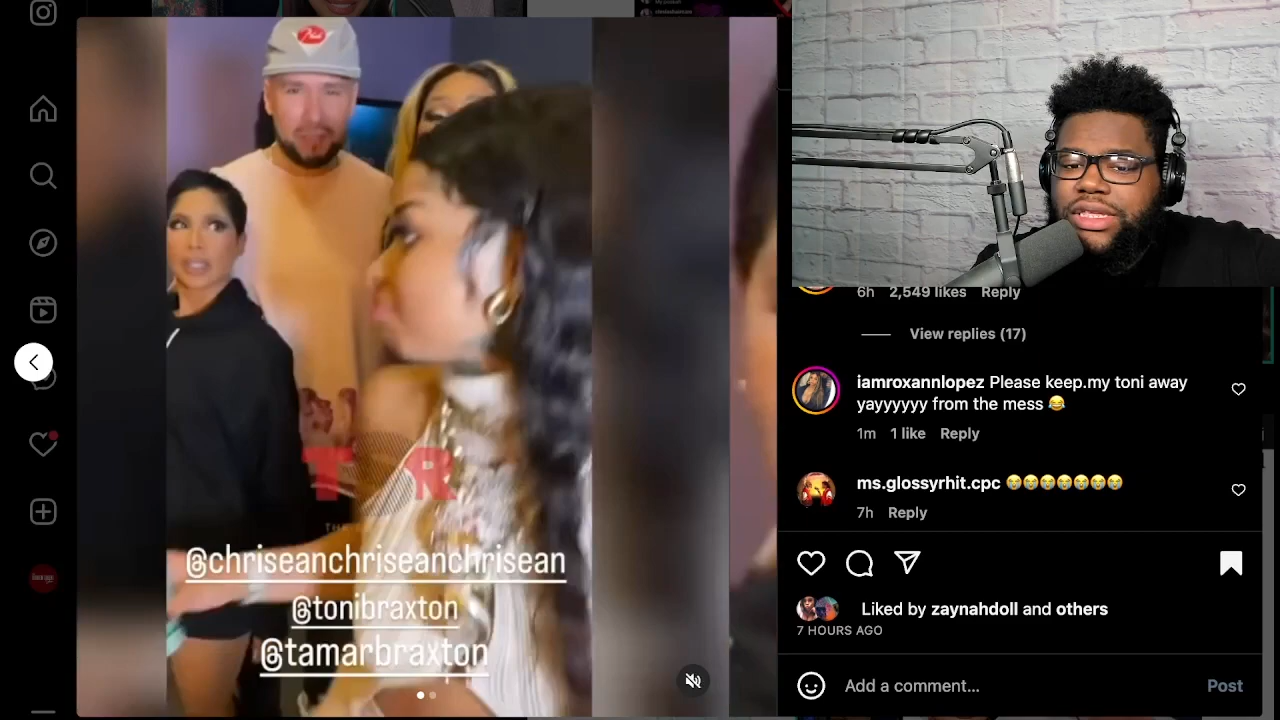 T R
@chriseanchriseanchrisean
@tonibraxton
@tamarbraxton
6h 2,549 likes Reply
View replies (17)
iamroxannlopez Please keep.my toni away
yayyyyyy from the mess 😂
1m 1 like Reply
ms.glossyrhit.cpc 😭😭😭😭😭😭😭
7h Reply
Liked by zaynahdoll and others
7 HOURS AGO
Add a comment...
Post